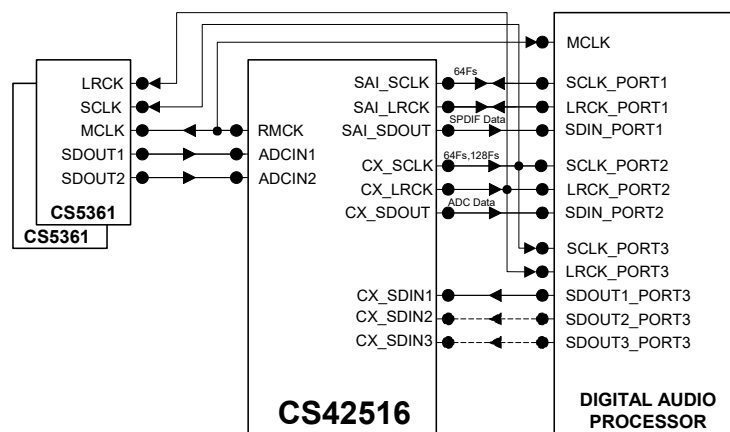 LRCK
SCLK
MCLK
SDOUT1
SDOUT2
CS5361
CS5361
RMCK
ADCIN1
ADCIN2
SAI_SCLK
SAI_LRCK
SAI_SDOUT
CX_SCLK
CX_LRCK
CX_SDOUT
CX_SDIN1
CX_SDIN2
CX_SDIN3
CS42516
64Fs
SPDIF Data
64Fs,128Fs
ADC Data
MCLK
SCLK_PORT1
LRCK_PORT1
SDIN_PORT1
SCLK_PORT2
LRCK_PORT2
SDIN_PORT2
SCLK_PORT3
LRCK_PORT3
SDOUT1_PORT3
SDOUT2_PORT3
SDOUT3_PORT3
DIGITAL AUDIO
PROCESSOR